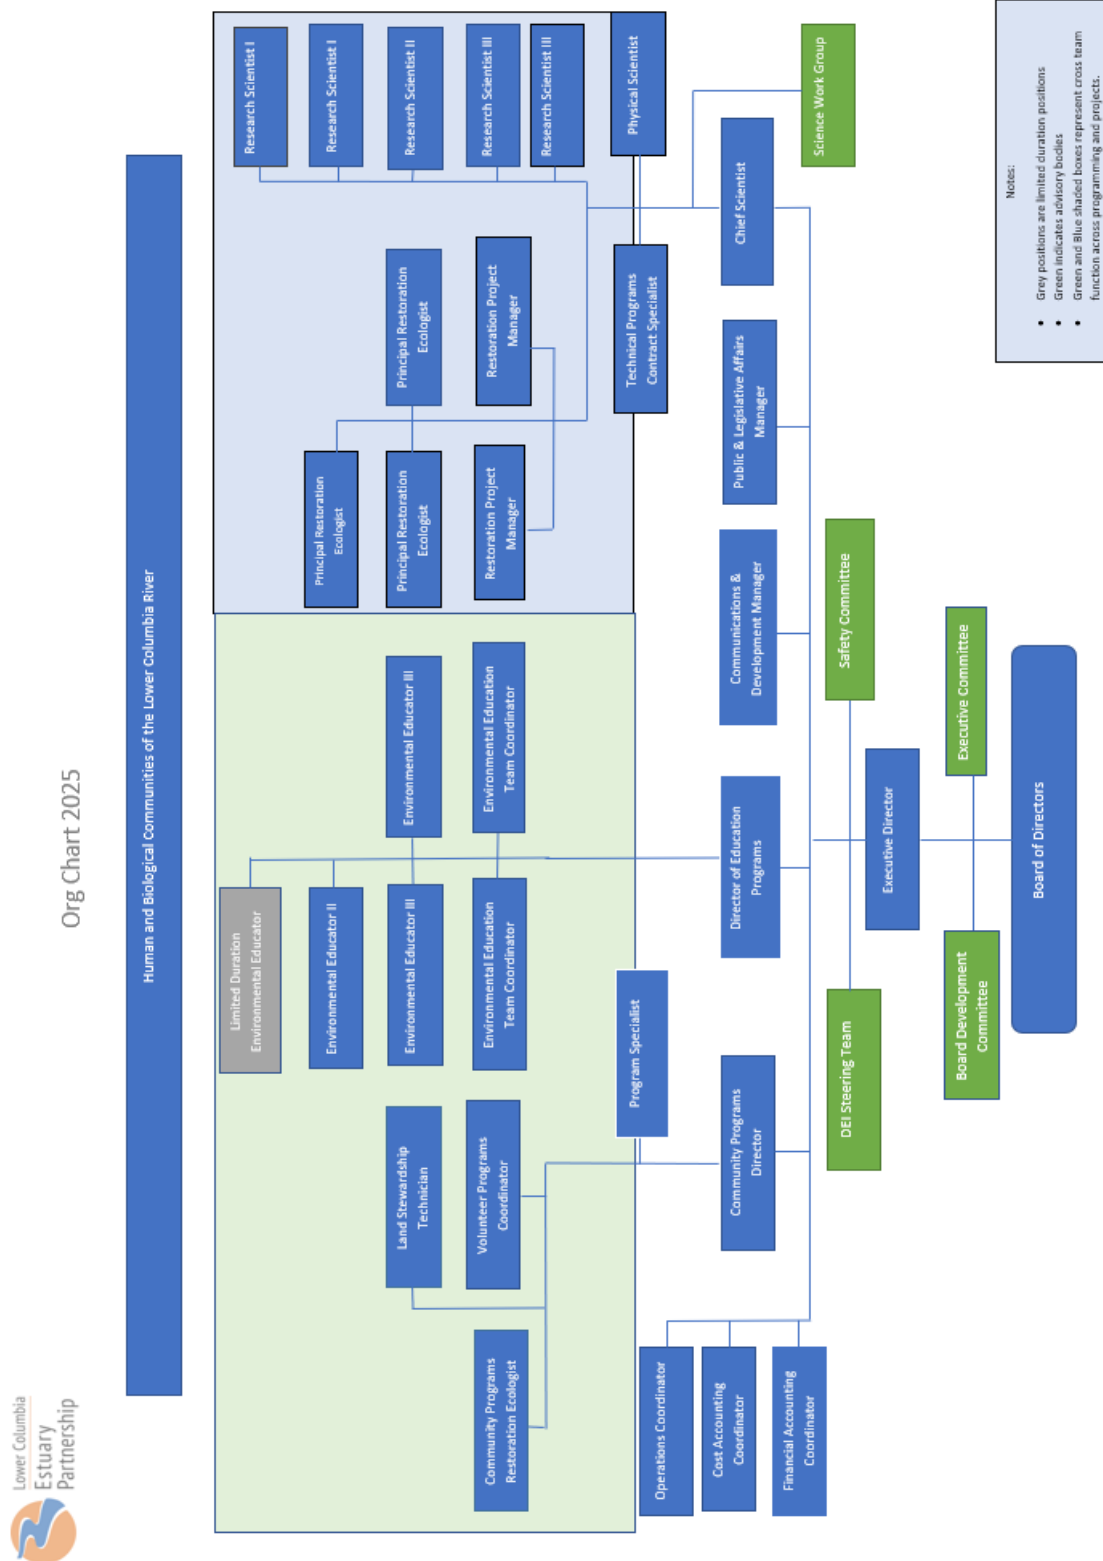 Lower Columbia
Estuary
Partnership
Org Chart 2025
Human and Biological Communities of the Lower Columbia River
Limited Duration
Environmental Educator
Research Scientist I
Principal Restoration
Ecologist
Environmental Educator II
Research Scientist I
Land Stewardship
Technician
Environmental Educator III
Environmental Educator III
Principal Restoration
Ecologist
Principal Restoration
Ecologist
Research Scientist II
Community Programs
Restoration Ecologist
Volunteer Programs
Coordinator
Environmental Education
Team Coordinator
Environmental Education
Team Coordinator
Restoration Project
Manager
Restoration Project
Manager
Research Scientist III
Research Scientist III
Program Specialist
Technical Programs
Contract Specialist
Physical Scientist
Operations Coordinator
Cost Accounting
Coordinator
Financial Accounting
Coordinator
Community Programs
Director
Director of Education
Programs
Communications &
Development Manager
Public & Legislative Affairs
Manager
Chief Scientist
Science Work Group
DEI Steering Team
Safety Committee
Executive Director
Board Development
Committee
Executive Committee
Board of Directors
Notes:
• Grey positions are limited duration positions
• Green indicates advisory bodies
• Green and Blue shaded boxes represent cross team
function across programming and projects.